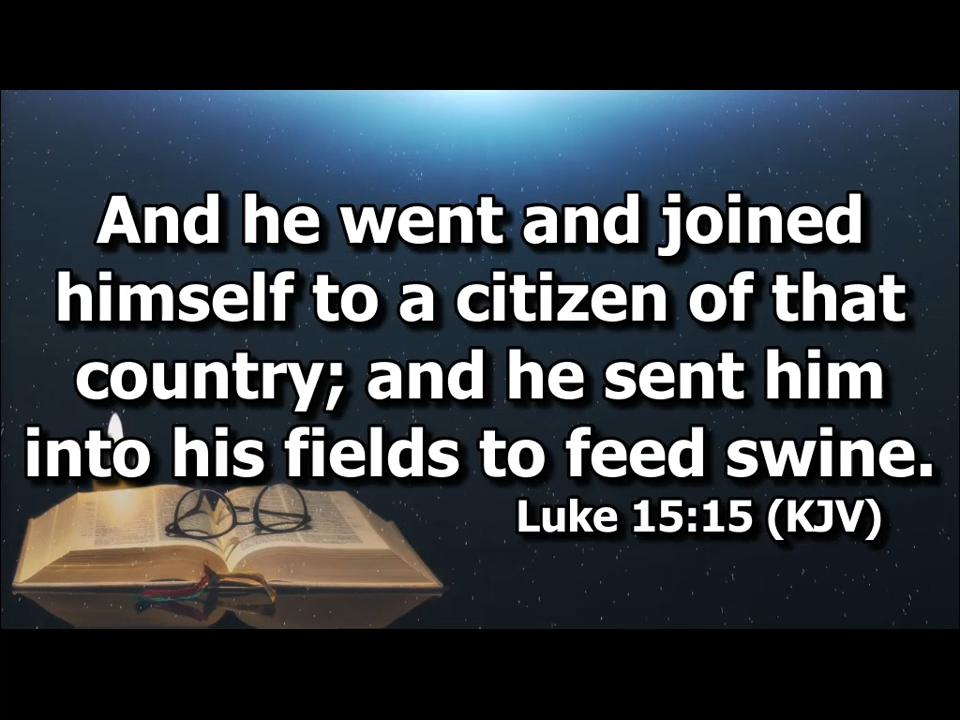 And he went and joined
himself to a citizen of that
country; and he sent him
into his fields to feed swine.
Luke 15:15 (KJV)